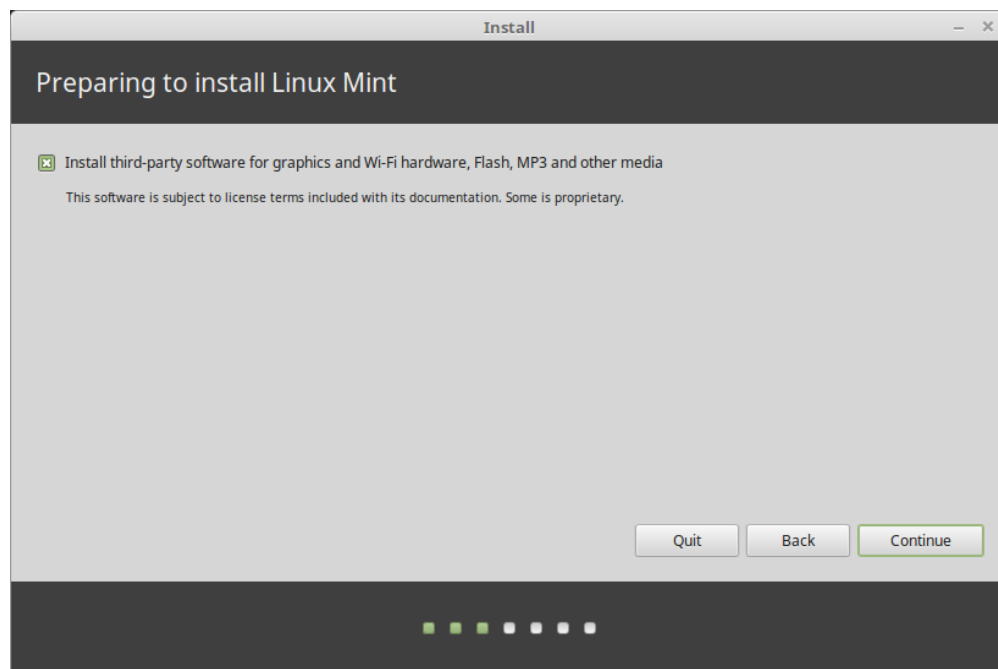 Install
Preparing to install Linux Mint
Install third-party software for graphics and Wi-Fi hardware, Flash, MP3 and other media
This software is subject to license terms included with its documentation. Some is proprietary.
Quit Back Continue